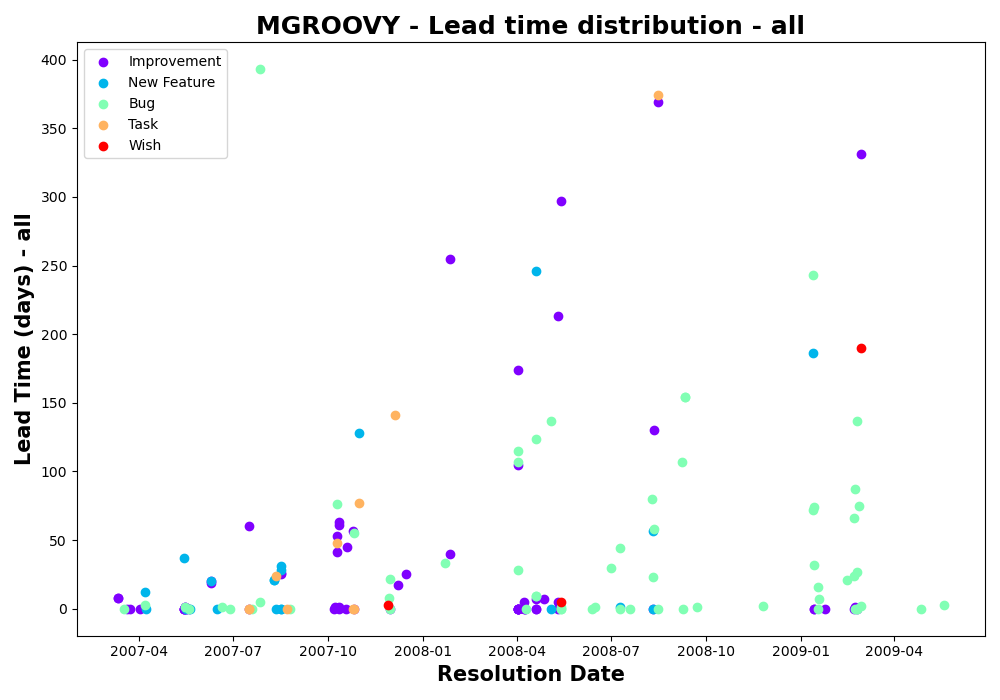 MGROOVY - Lead time distribution - all
Improvement
New Feature
Bug
Task
Wish
Lead Time (days) - all
400
350
300
250
200
150
100
50
0
2007-04 2007-07 2007-10 2008-01 2008-04 2008-07 2008-10 2009-01 2009-04
Resolution Date